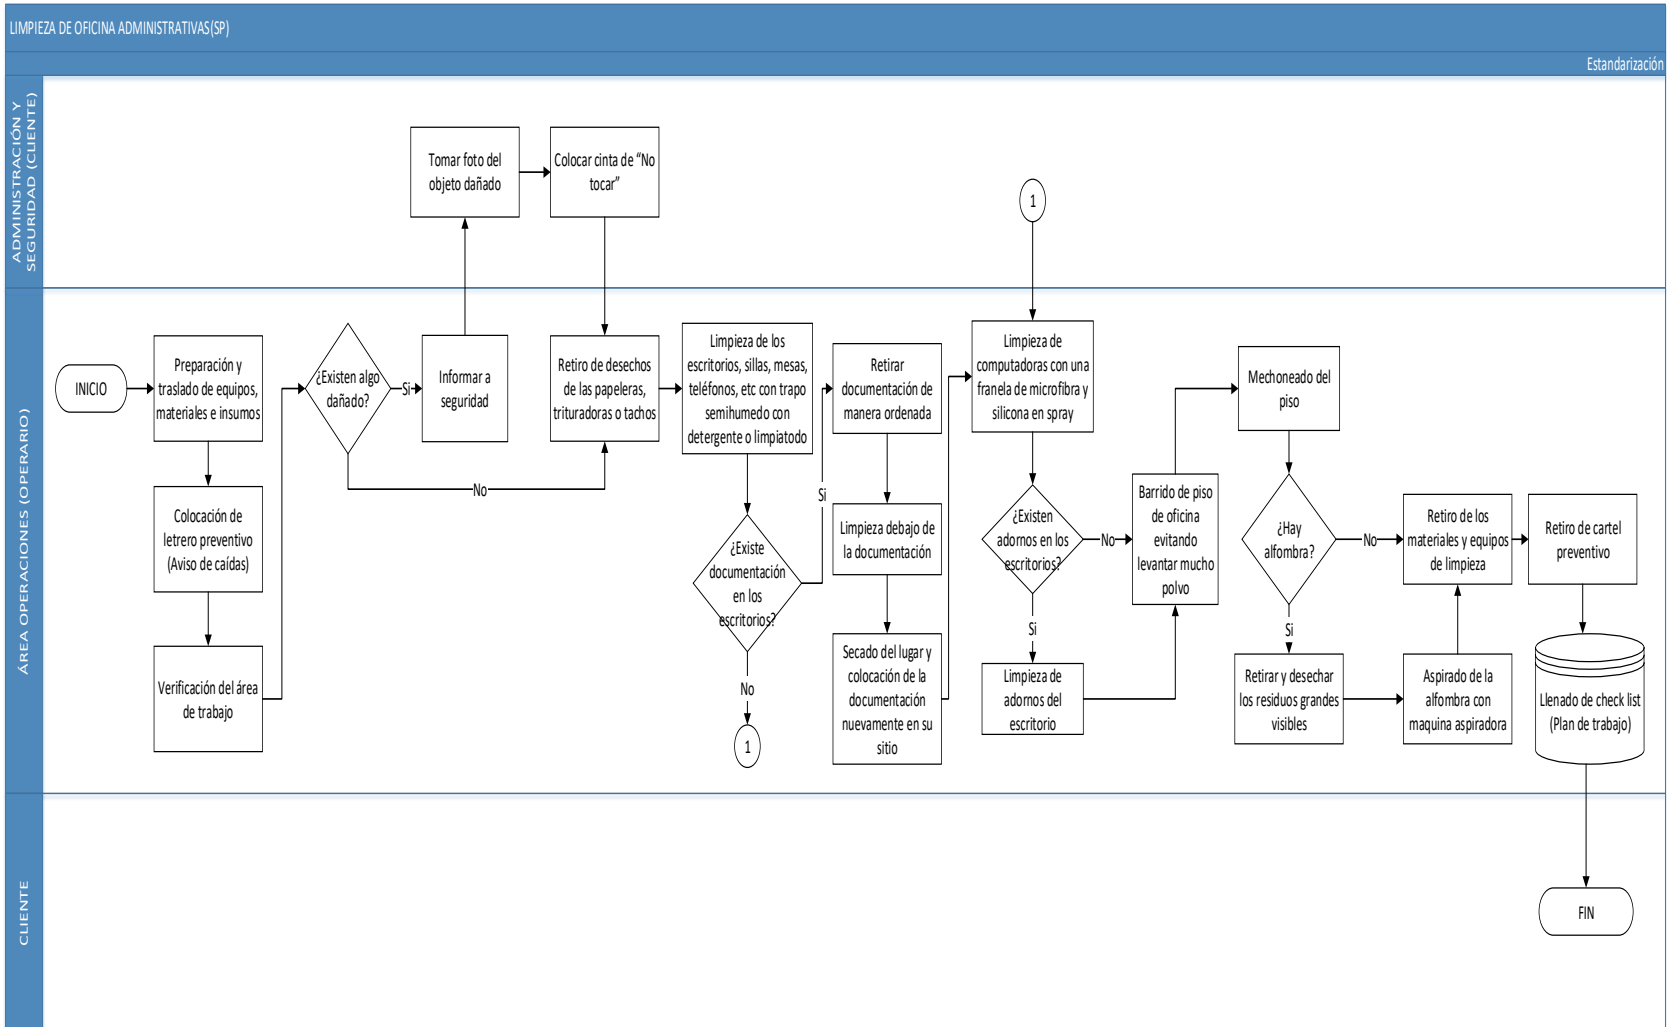 LIMPIEZA DE OFICINA ADMINISTRATIVAS(SP)
Estandarización
ADMINISTRACIÓN Y
SEGURIDAD (CLIENTE)
Tomar foto del
objeto dañado
Colocar cinta de “No
tocar”
1
ÁREA OPERACIONES (OPERARIO)
INICIO
Preparación y
traslado de equipos,
materiales e insumos
Colocación de
letrero preventivo
(Aviso de caídas)
Verificación del área
de trabajo
¿Existen algo
dañado?
Si
No
Informar a
seguridad
Retiro de desechos
de las papeleras,
trituradoras o tachos
Limpieza de los
escritorios, sillas, mesas,
teléfonos, etc con trapo
semihumedo con
detergente o limpiatodo
¿Existe
documentación
en los
escritorios?
Si
No
1
Retirar
documentación de
manera ordenada
Limpieza debajo de
la documentación
Secado del lugar y
colocación de la
documentación
nuevamente en su
sitio
Limpieza de
computadoras con una
franela de microfibra y
silicona en spray
¿Existen
adornos en los
escritorios?
No
Si
Limpieza de
adornos del
escritorio
Barrido de piso
de oficina
evitando
levantar mucho
polvo
Mechoneado del
piso
¿Hay
alfombra?
No
Si
Retirar y desechar
los residuos grandes
visibles
Aspirado de la
alfombra con
maquina aspiradora
Retiro de los
materiales y equipos
de limpieza
Retiro de cartel
preventivo
Llenado de check list
(Plan de trabajo)
CLIENTE
FIN